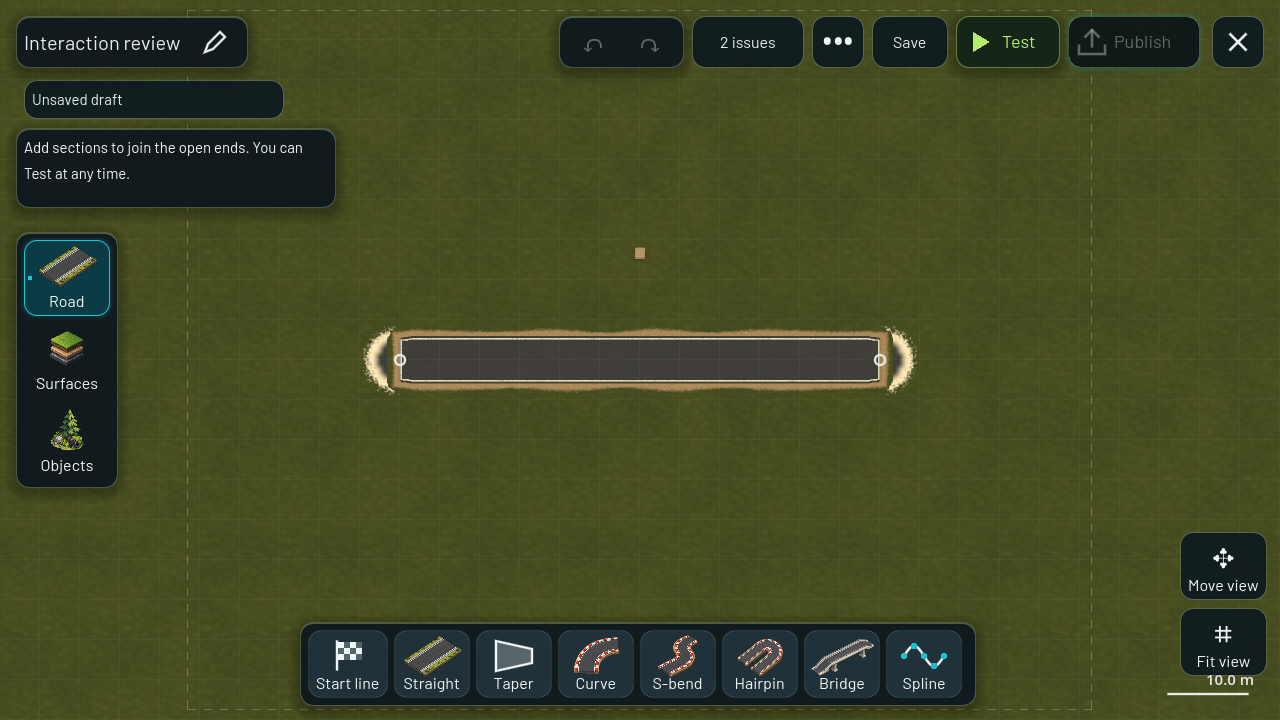 Interaction review
2 issues
Save
Test
Publish
Unsaved draft
Add sections to join the open ends. You can
Test at any time.
Road
Surfaces
Objects
Move view
Fit view
10.0 m
Start line
Straight
Taper
Curve
S-bend
Hairpin
Bridge
Spline